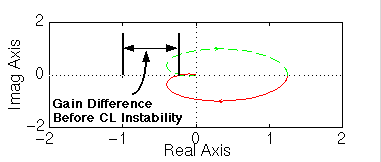 2
Imag Axis
0
Gain Difference
Before CL Instability
−2
−2 −1 0 1 2
Real Axis